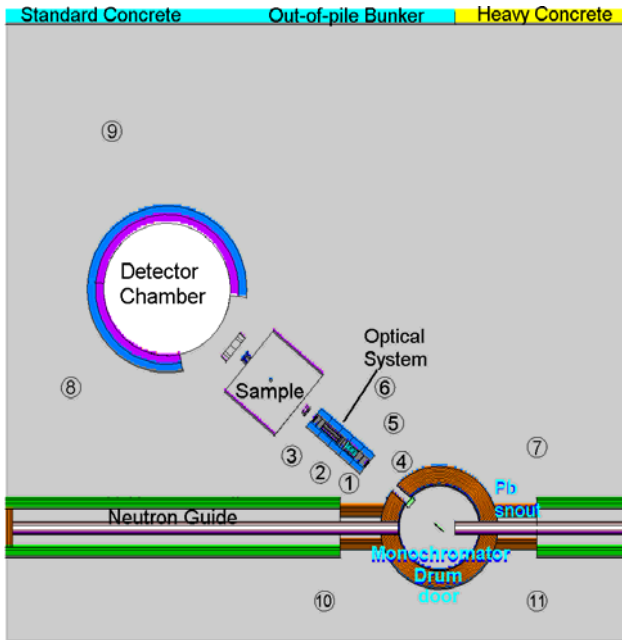 Standard Concrete Out-of-pile Bunker Heavy Concrete
9
Detector
Chamber
Optical
System
8
Sample
6
5
3
2
1
4
7
Pb
snout
Neutron Guide
Monochromator
Drum
door
10
11